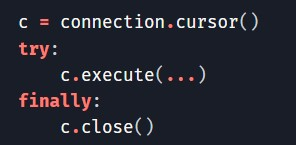 c = connection.cursor()
try:
    c.execute(...)
finally:
    c.close()